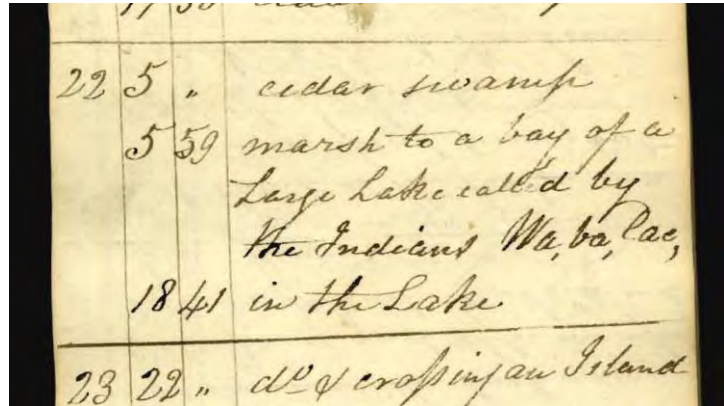 22 5 " cedar swamp
5 59 marsh to a bay of a
Large Lake called by
the Indians Wa,ba,Cac,
18 41 in the Lake
23 22 " do & crossing an Island